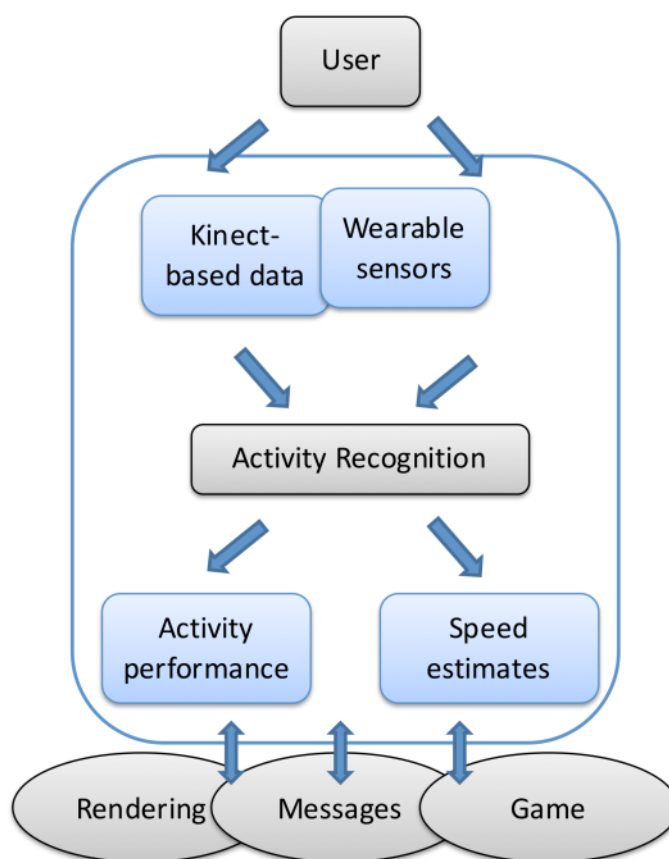 User
Kinect-
based data
Wearable
sensors
Activity Recognition
Activity
performance
Speed
estimates
Rendering
Messages
Game